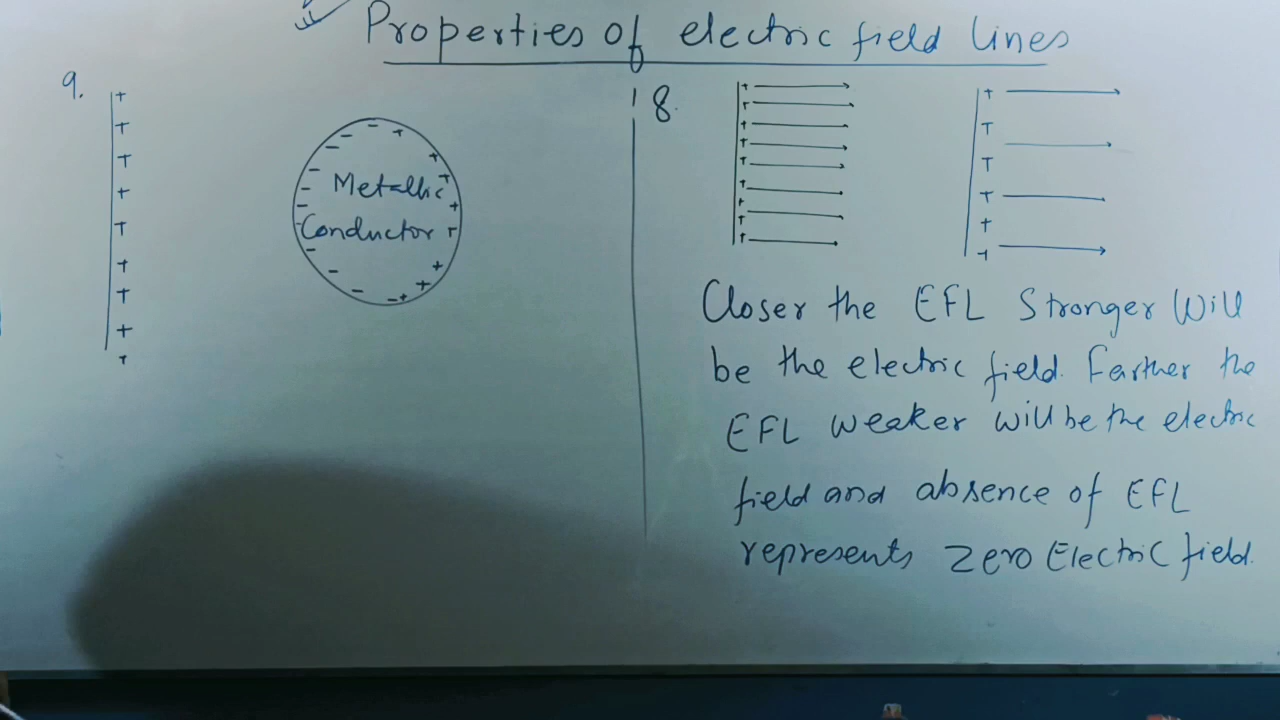 Properties of electric field lines
9.
Metallic
Conductor
8.
Closer the EFL Stronger Will
be the electric field. Farther the
EFL weaker will be the electric
field and absence of EFL
represents zero Electric field.